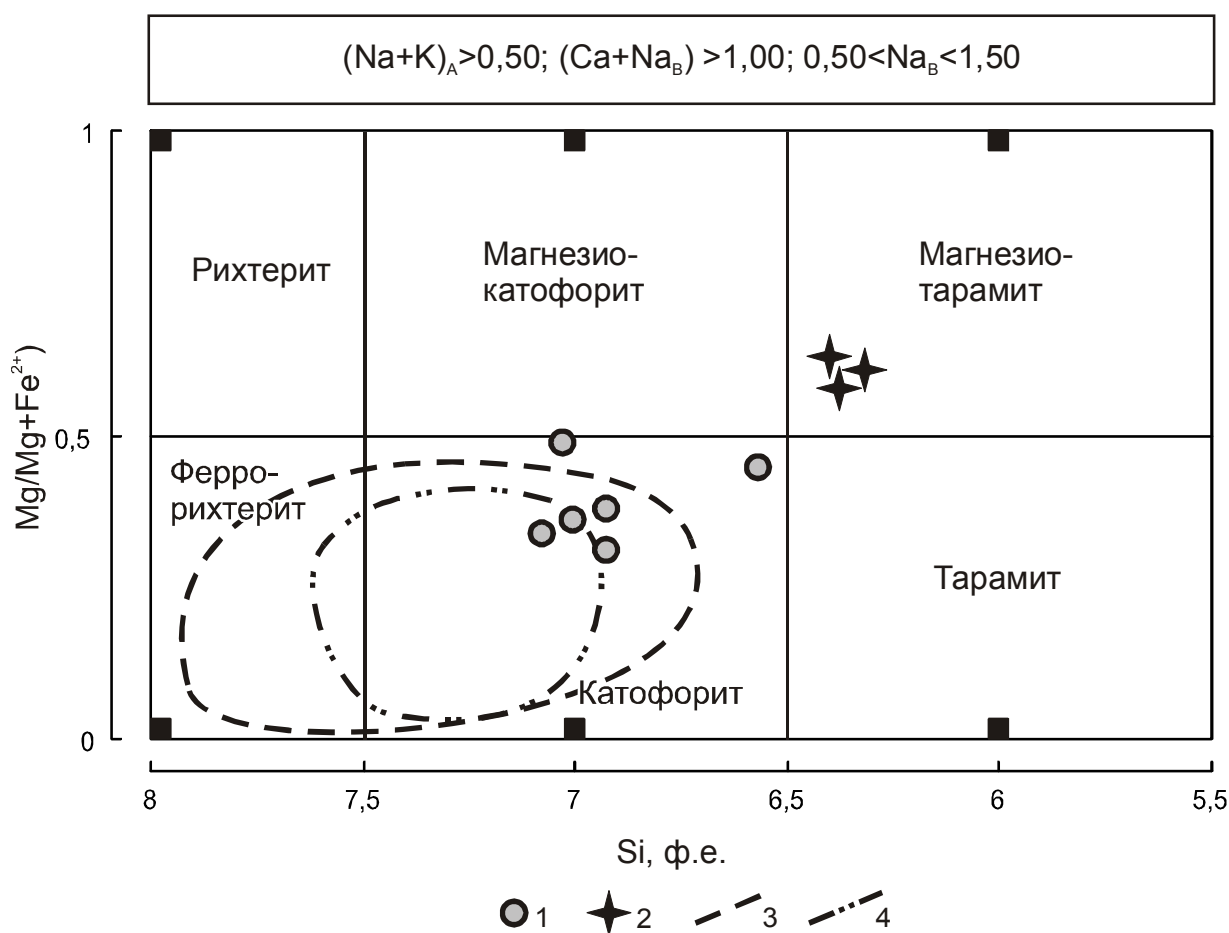 (Na+K)A>0,50; (Ca+NaB) >1,00; 0,50<NaB<1,50
1
Рихтерит
Магнезио-
катофорит
Магнезио-
тарамит
Mg/Mg+Fe2+)
0,5
Ферро-
рихтерит
Тарамит
Катофорит
0
8
7,5
7
6,5
6
5,5
Si, ф.е.
1
2
3
4